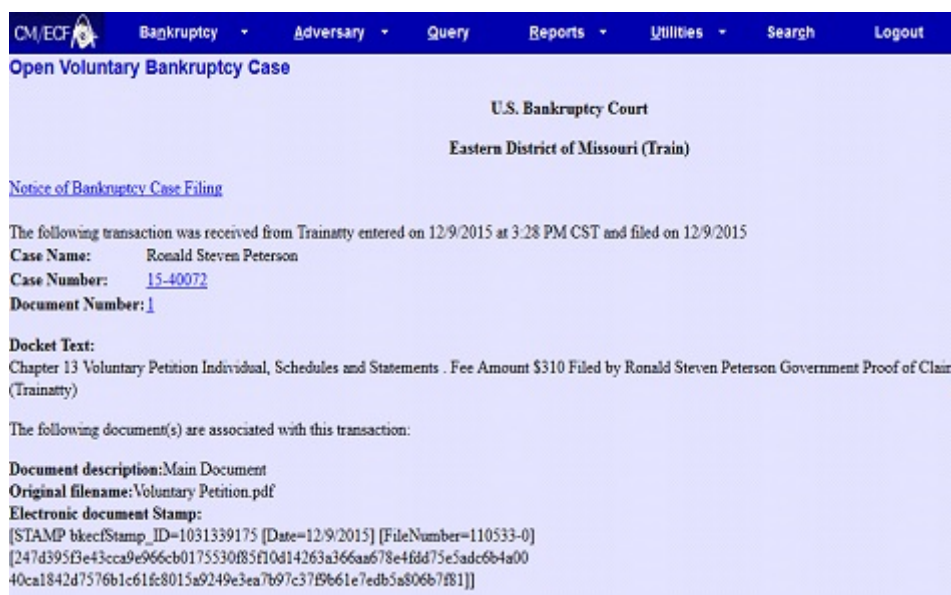 CM/ECF Bankruptcy Adversary Query Reports Utilities Search Logout
Open Voluntary Bankruptcy Case
U.S. Bankruptcy Court
Eastern District of Missouri (Train)
Notice of Bankruptcy Case Filing
The following transaction was received from Trainatty entered on 12/9/2015 at 3:28 PM CST and filed on 12/9/2015
Case Name: Ronald Steven Peterson
Case Number: 15-40072
Document Number: 1
Docket Text:
Chapter 13 Voluntary Petition Individual, Schedules and Statements . Fee Amount $310 Filed by Ronald Steven Peterson Government Proof of Clai
(Trainatty)
The following document(s) are associated with this transaction:
Document description:Main Document
Original filename:Voluntary Petition.pdf
Electronic document Stamp:
[STAMP bkecfStamp_ID=1031339175 [Date=12/9/2015] [FileNumber=110533-0]
[247d395f3e43cca9e966cb0175530f85f10d14263a366aa678e4fdd75e5adc6b4a00
40ca1842d7576b1c61fc8015a9249e3ea7b97c37f9b61e7edb5a806b7f81]]